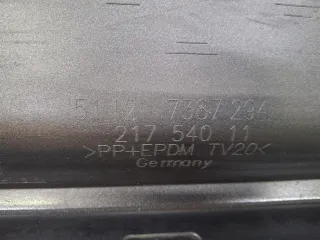 51 12 7387 294
217 540 11
>PP+EPDM TV20<
Germany